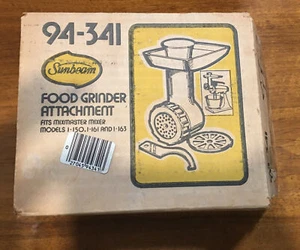 94-341
Sunbeam
FOOD GRINDER
ATTACHMENT
FITS MIXMASTER MIXER
MODELS 1-150, 1-161 AND 1-163